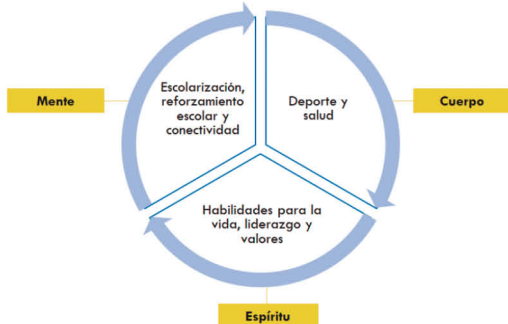 Mente
Escolarización,
reforzamiento
escolar y
conectividad
Deporte y
salud
Cuerpo
Habilidades para la
vida, liderazgo y
valores
Espíritu